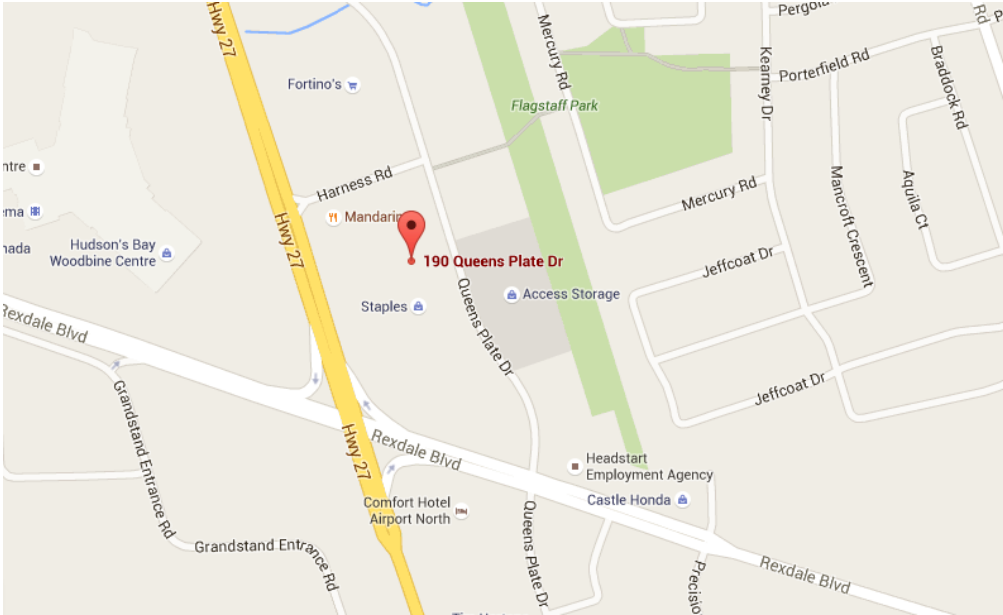 Hwy 27
Mercury Rd
Pergola
Rd
Kearney Dr
Porterfield Rd
Braddock Rd
Fortino's
Flagstaff Park
ntre
Harness Rd
Mercury Rd
Mancroft Crescent
Aquila Ct
ema
Mandarin
Hwy 27
nada
Hudson's Bay
Woodbine Centre
190 Queens Plate Dr
Jeffcoat Dr
Access Storage
Staples
Queens Plate Dr
Rexdale Blvd
Jeffcoat Dr
Grandstand Entrance Rd
Hwy 27
Rexdale Blvd
Headstart
Employment Agency
Castle Honda
Comfort Hotel
Airport North
Queens Plate Dr
Grandstand Entrance Rd
Rexdale Blvd
Precisio